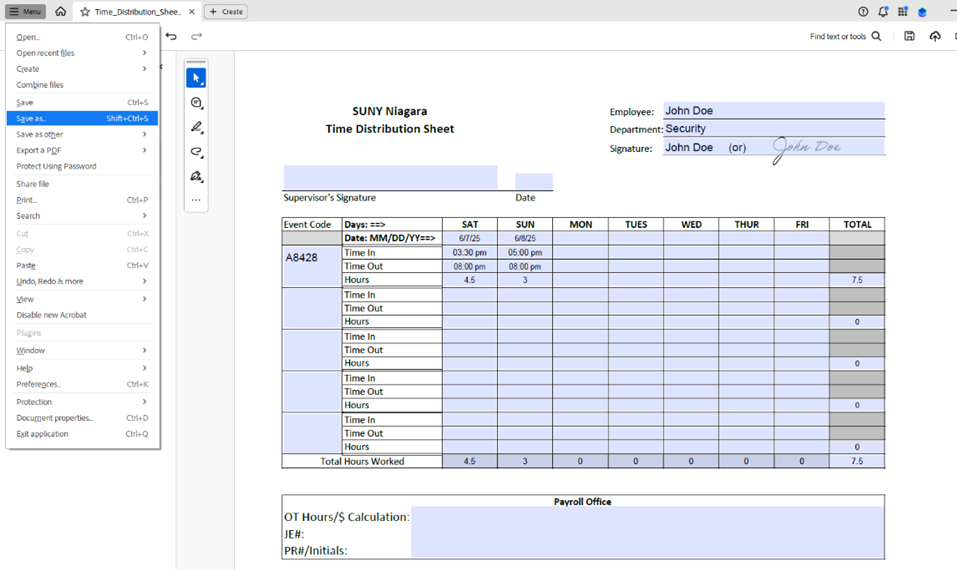 Menu Time_Distribution_Shee... × + Create
Open.. Ctrl+O
Open recent files
Create
Combine files
Save Ctrl+S
Save as.. Shift+Ctrl+S
Save as other
Export a PDF
Protect Using Password
Share file
Print... Ctrl+P
Search
Cut Ctrl+X
Copy Ctrl+C
Paste Ctrl+V
Undo, Redo & more
View
Disable new Acrobat
Plugins
Window
Help
Preferences.. Ctrl+K
Protection
Document properties.. Ctrl+D
Exit application Ctrl+Q
Find text or tools
SUNY Niagara
Time Distribution Sheet
Employee: John Doe
Department: Security
Signature: John Doe (or) John Doe
Supervisor's Signature Date
Event Code Days: ==> SAT SUN MON TUES WED THUR FRI TOTAL
Date: MM/DD/YY==> 6/7/25 6/8/25
A8428 Time In 03:30 pm 05:00 pm
Time Out 08:00 pm 08:00 pm
Hours 4.5 3 7.5
Time In
Time Out
Hours 0
Time In
Time Out
Hours 0
Time In
Time Out
Hours 0
Time In
Time Out
Hours 0
Total Hours Worked 4.5 3 0 0 0 0 0 7.5
Payroll Office
OT Hours/$ Calculation:
JE#:
PR#/Initials: